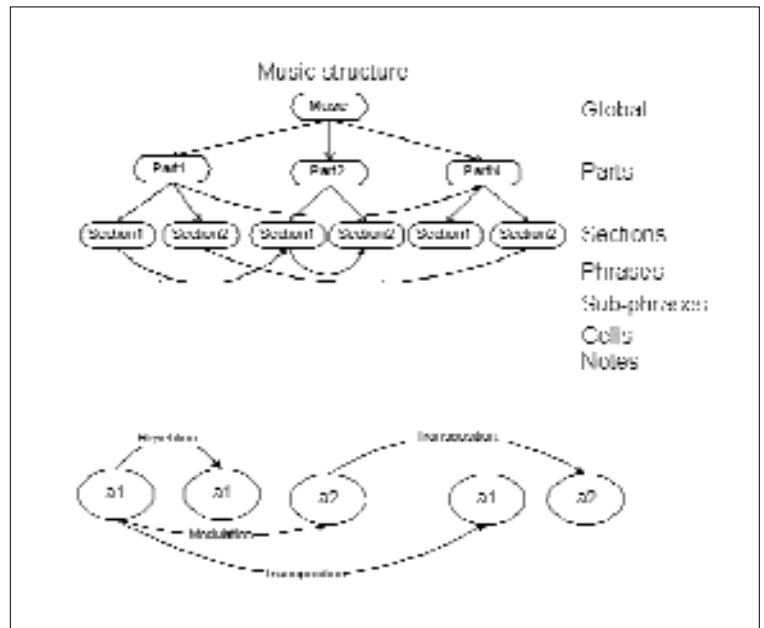 Music structure
Music
Global
Part1 Part2 PartN
Parts
Section1 Section2 Section1 Section2 Section1 Section2
Sections
Phrases
Sub-phrases
Cells
Notes
Repetition
Transposition
a1 a1 a2 a1 a2
Modulation
Transposition